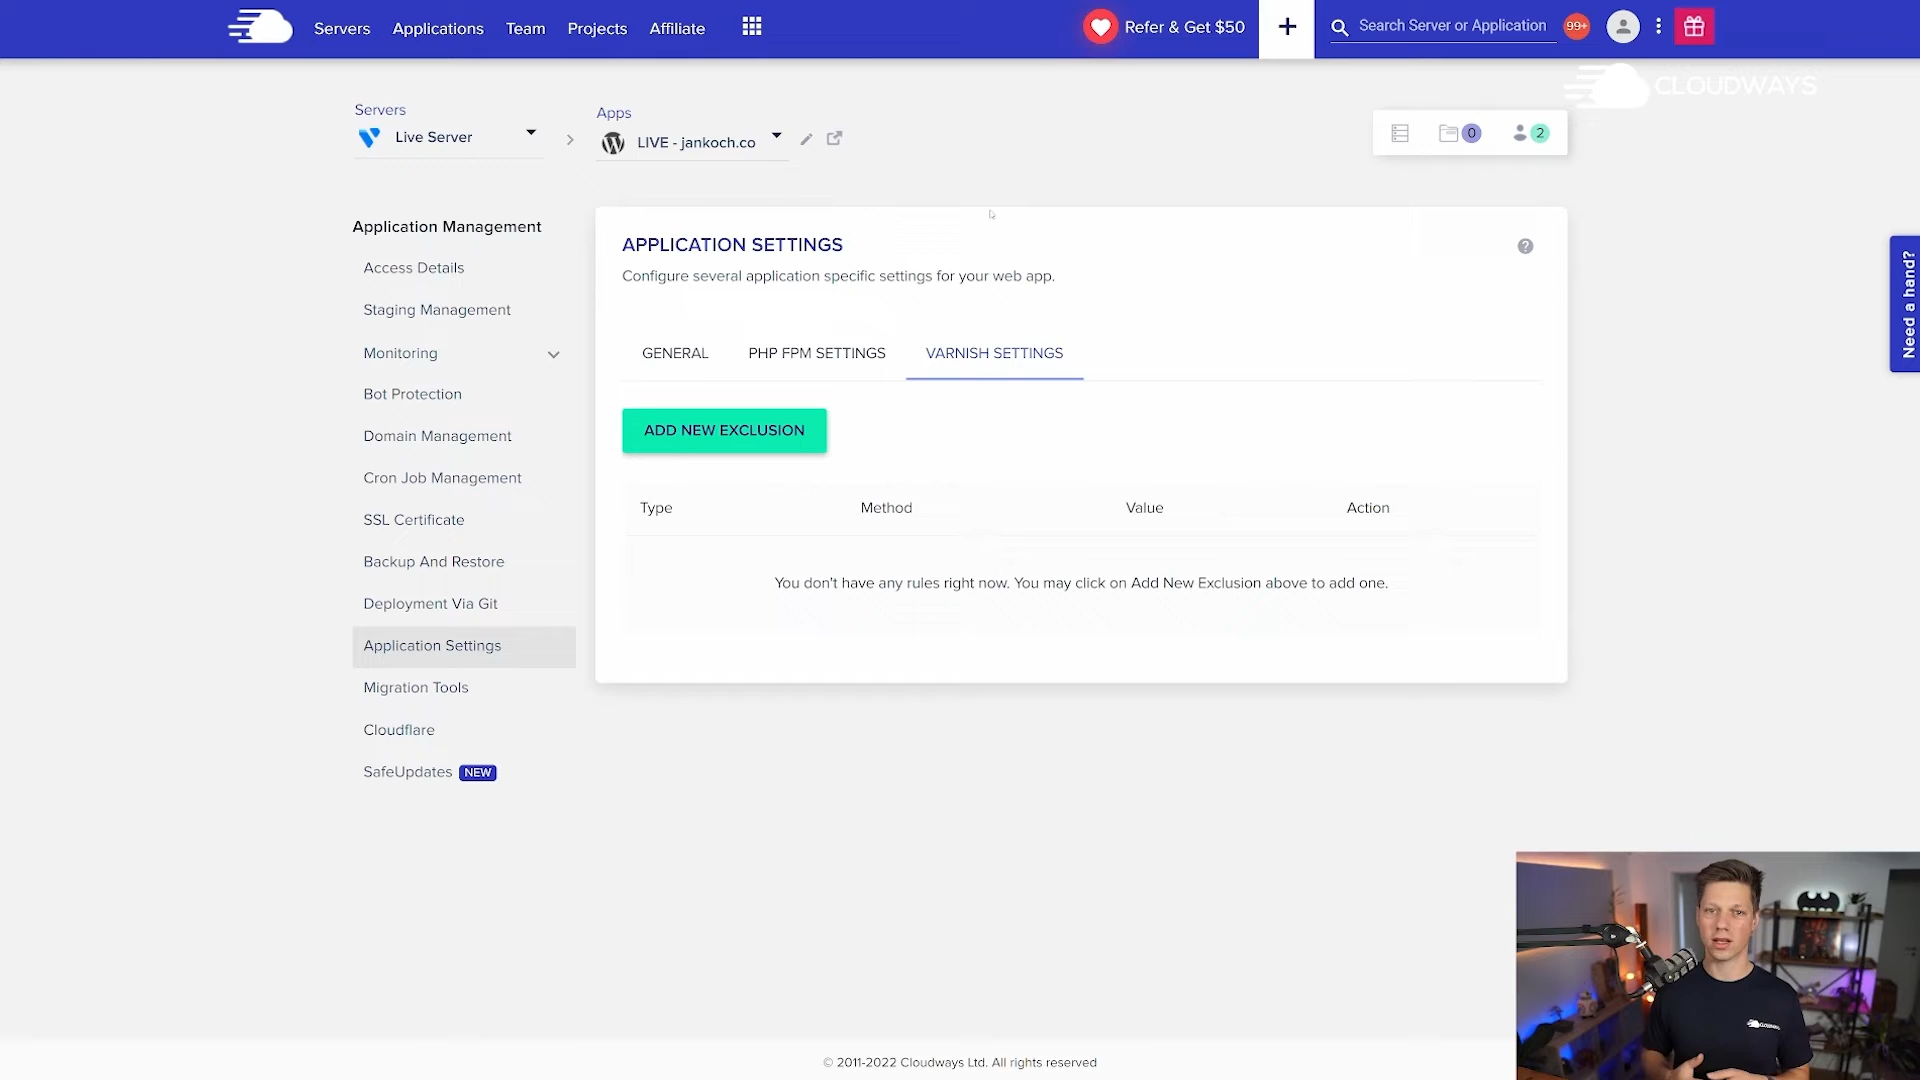 Servers Applications Team Projects Affiliate
Refer & Get $50
+
Search Server or Application
99+
CLOUDWAYS
Servers
Live Server
Apps
LIVE - jankoch.co
0
2
Need a hand?
Application Management
Access Details
Staging Management
Monitoring
Bot Protection
Domain Management
Cron Job Management
SSL Certificate
Backup And Restore
Deployment Via Git
Application Settings
Migration Tools
Cloudflare
SafeUpdates NEW
APPLICATION SETTINGS
?
Configure several application specific settings for your web app.
GENERAL PHP FPM SETTINGS VARNISH SETTINGS
ADD NEW EXCLUSION
Type Method Value Action
You don't have any rules right now. You may click on Add New Exclusion above to add one.
© 2011-2022 Cloudways Ltd. All rights reserved
CLOUDWAYS